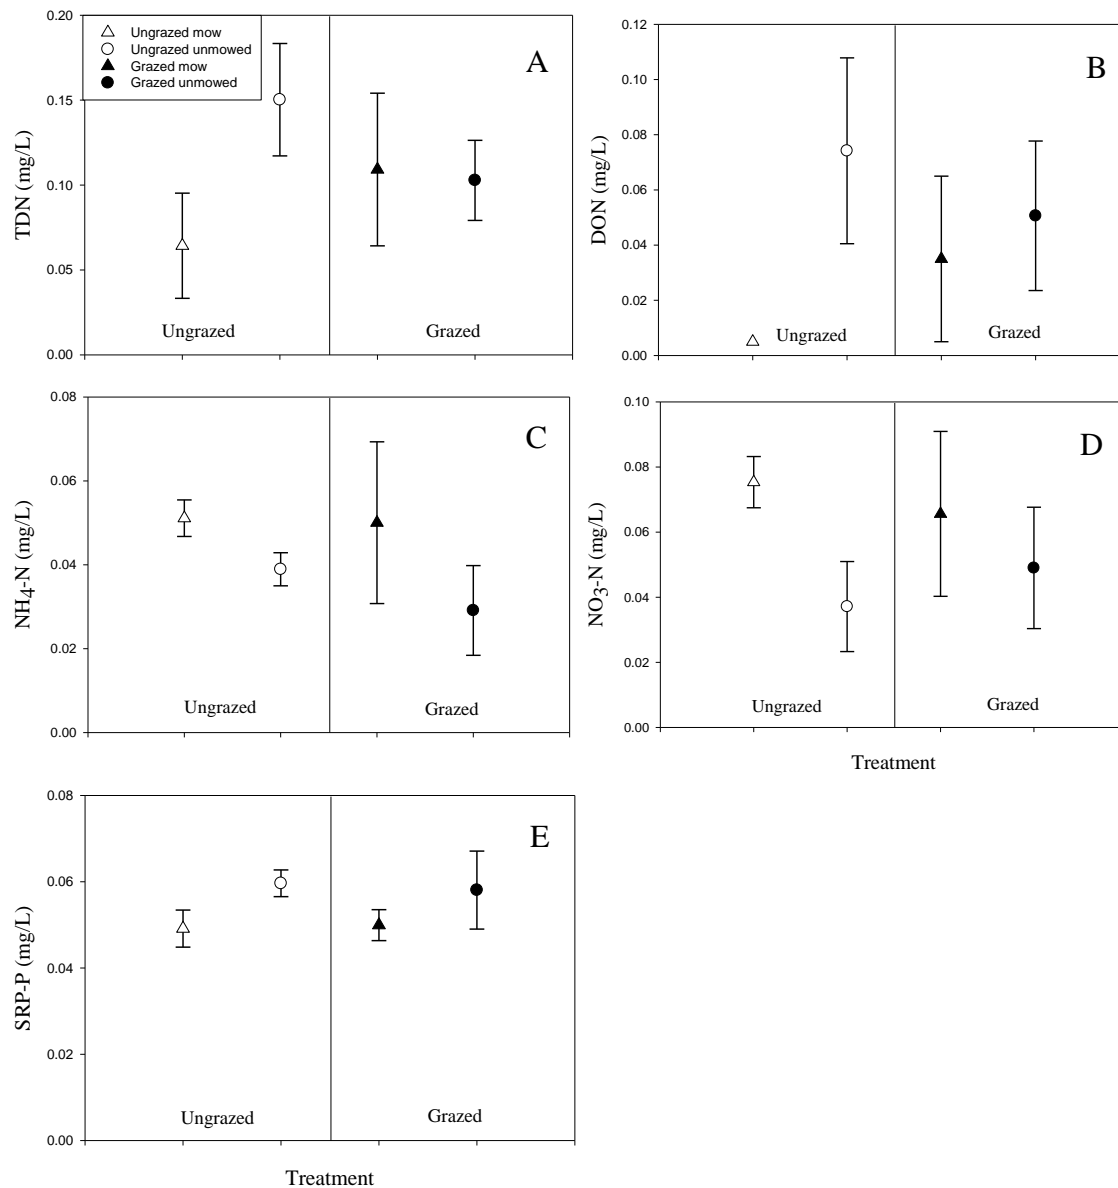 0.20
0.15
0.10
0.05
0.00
TDN (mg/L)
Ungrazed mow
Ungrazed unmowed
Grazed mow
Grazed unmowed
A
Ungrazed
Grazed
0.12
0.10
0.08
0.06
0.04
0.02
0.00
DON (mg/L)
B
Ungrazed
Grazed
0.08
0.06
0.04
0.02
0.00
NH4-N (mg/L)
C
Ungrazed
Grazed
0.10
0.08
0.06
0.04
0.02
0.00
NO3-N (mg/L)
D
Ungrazed
Grazed
Treatment
0.08
0.06
0.04
0.02
0.00
SRP-P (mg/L)
E
Ungrazed
Grazed
Treatment